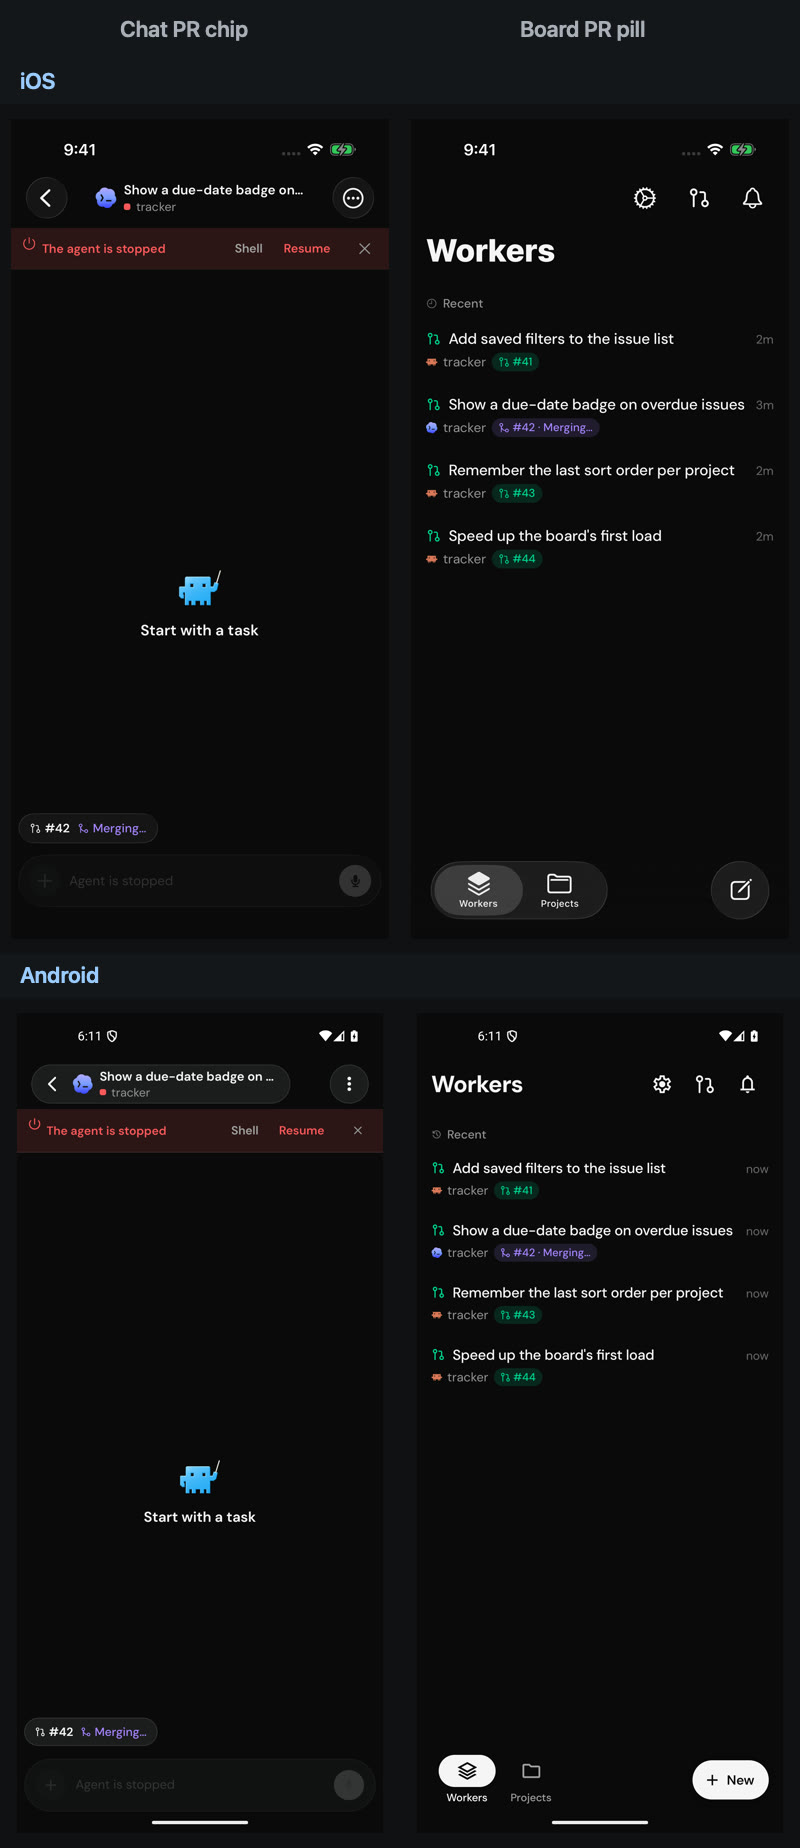 Chat PR chip
Board PR pill
iOS
9:41
Show a due-date badge on...
tracker
The agent is stopped
Shell
Resume
Start with a task
#42 Merging...
Agent is stopped
9:41
Workers
Recent
Add saved filters to the issue list
2m
tracker
#41
Show a due-date badge on overdue issues
3m
tracker
#42 · Merging...
Remember the last sort order per project
2m
tracker
#43
Speed up the board's first load
2m
tracker
#44
Workers
Projects
Android
6:11
Show a due-date badge on ...
tracker
The agent is stopped
Shell
Resume
Start with a task
#42 Merging...
Agent is stopped
6:11
Workers
Recent
Add saved filters to the issue list
now
tracker
#41
Show a due-date badge on overdue issues
now
tracker
#42 · Merging...
Remember the last sort order per project
now
tracker
#43
Speed up the board's first load
now
tracker
#44
Workers
Projects
+ New